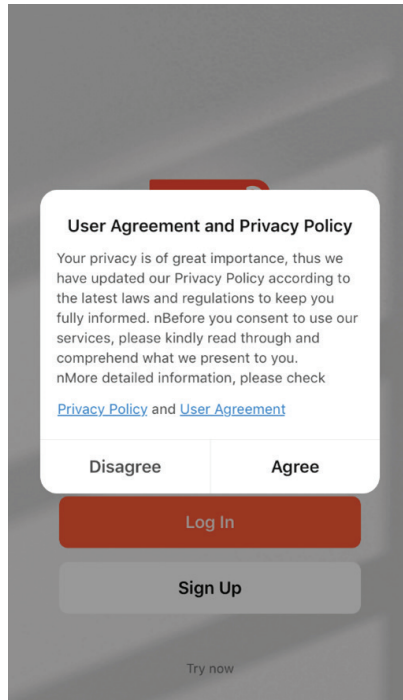 User Agreement and Privacy Policy
Your privacy is of great importance, thus we
have updated our Privacy Policy according to
the latest laws and regulations to keep you
fully informed. nBefore you consent to use our
services, please kindly read through and
comprehend what we present to you.
nMore detailed information, please check
Privacy Policy and User Agreement
Disagree
Agree
Log In
Sign Up
Try now